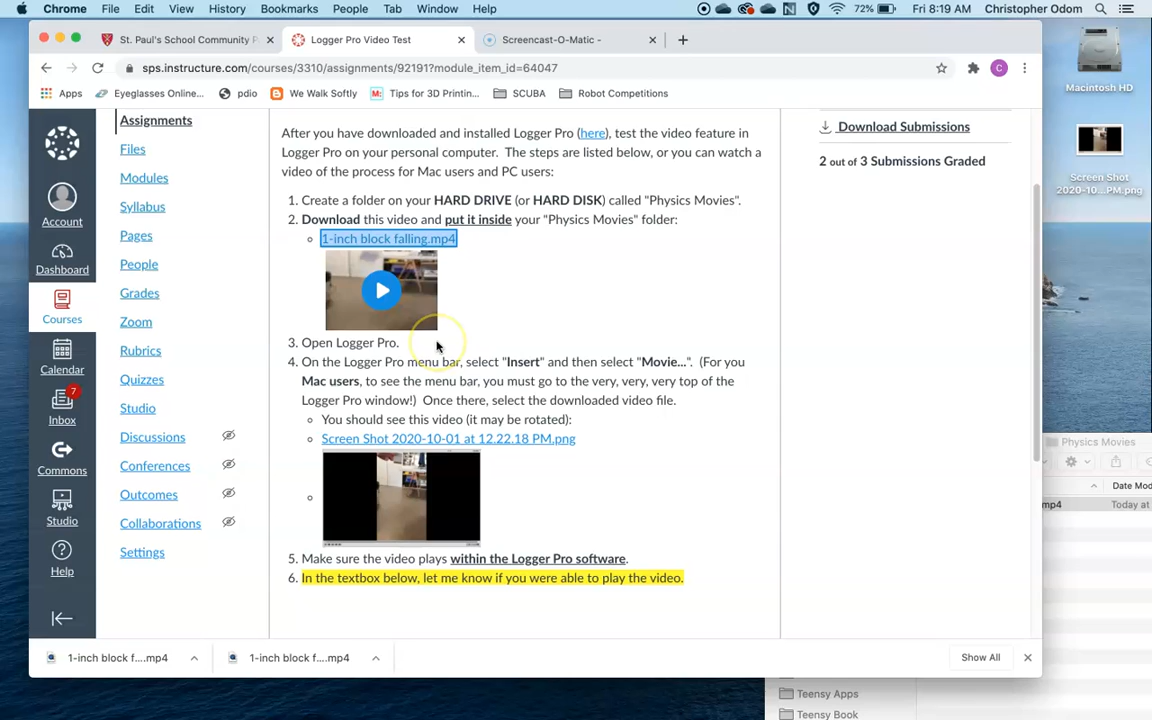 Chrome File Edit View History Bookmarks People Tab Window Help 72% Fri 8:19 AM Christopher Odom
St. Paul's School Community P Logger Pro Video Test Screencast-O-Matic -
sps.instructure.com/courses/3310/assignments/92191?module_item_id=64047
Apps Eyeglasses Online... pdio We Walk Softly Tips for 3D Printin... SCUBA Robot Competitions
Macintosh HD
Screen Shot
2020-10...PM.png
Account
Dashboard
Courses
Calendar
7
Inbox
Commons
Studio
Help
Assignments
Files
Modules
Syllabus
Pages
People
Grades
Zoom
Rubrics
Quizzes
Studio
Discussions
Conferences
Outcomes
Collaborations
Settings
After you have downloaded and installed Logger Pro (here), test the video feature in
Logger Pro on your personal computer. The steps are listed below, or you can watch a
video of the process for Mac users and PC users:
1. Create a folder on your HARD DRIVE (or HARD DISK) called "Physics Movies".
2. Download this video and put it inside your "Physics Movies" folder:
1-inch block falling.mp4
3. Open Logger Pro.
4. On the Logger Pro menu bar, select "Insert" and then select "Movie...". (For you
Mac users, to see the menu bar, you must go to the very, very, very top of the
Logger Pro window!) Once there, select the downloaded video file.
You should see this video (it may be rotated):
Screen Shot 2020-10-01 at 12.22.18 PM.png
5. Make sure the video plays within the Logger Pro software.
6. In the textbox below, let me know if you were able to play the video.
Download Submissions
2 out of 3 Submissions Graded
Physics Movies
Date Mod
mp4 Today at
Teensy Apps
Teensy Book
1-inch block f....mp4 1-inch block f....mp4 Show All